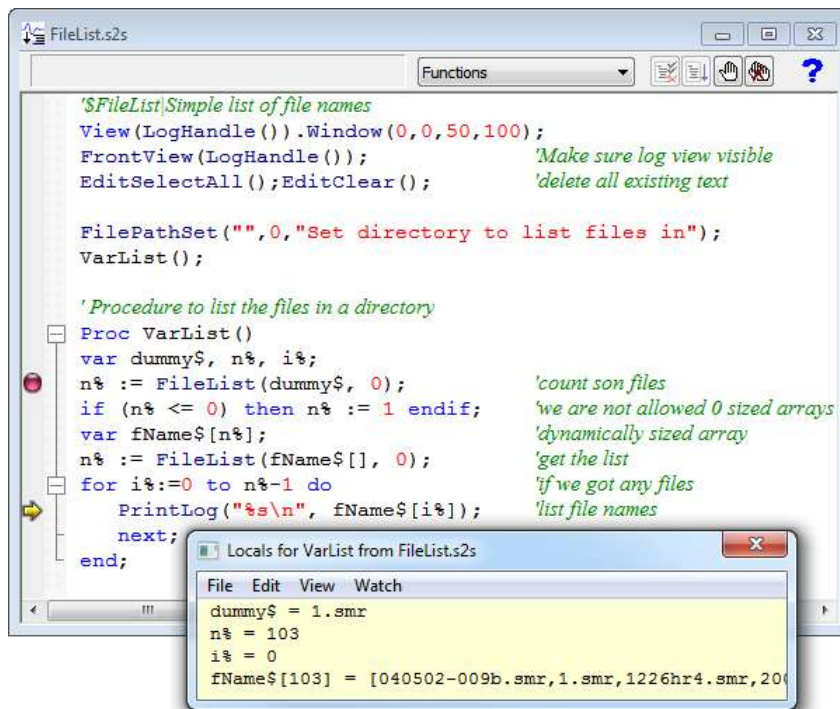 FileList.s2s
Functions
?
'$FileList|Simple list of file names
View(LogHandle()).Window(0,0,50,100);
FrontView(LogHandle()); 'Make sure log view visible
EditSelectAll();EditClear(); 'delete all existing text
FilePathSet("",0,"Set directory to list files in");
VarList();
' Procedure to list the files in a directory
Proc VarList()
var dummy$, n%, i%;
n% := FileList(dummy$, 0); 'count son files
if (n% <= 0) then n% := 1 endif; 'we are not allowed 0 sized arrays
var fName$[n%]; 'dynamically sized array
n% := FileList(fName$[], 0); 'get the list
for i%:=0 to n%-1 do 'if we got any files
PrintLog("%s\n", fName$[i%]); 'list file names
next;
end;
Locals for VarList from FileList.s2s
File Edit View Watch
dummy$ = 1.smr
n% = 103
i% = 0
fName$[103] = [040502-009b.smr,1.smr,1226hr4.smr,200